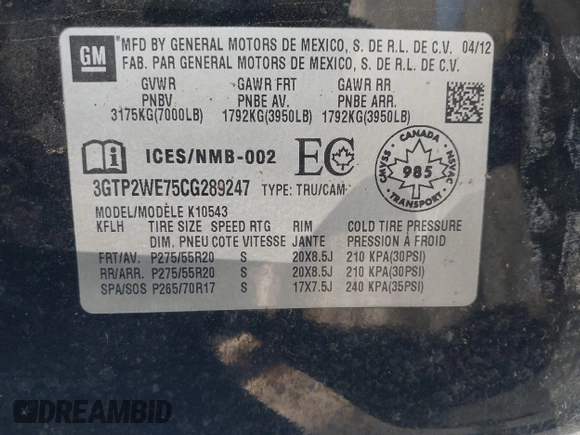 GM
MFD BY GENERAL MOTORS DE MEXICO, S. DE R.L. DE C.V. 04/12
FAB. PAR GENERAL MOTORS DE MEXICO, S. DE R.L. DE C.V.
GVWR GAWR FRT GAWR RR
PNBV PNBE AV. PNBE ARR.
3175KG(7000LB) 1792KG(3950LB) 1792KG(3950LB)
ICES/NMB-002 EC
CANADA
CMVSS 985 NSVAC
TRANSPORT
3GTP2WE75CG289247 TYPE: TRU/CAM
MODEL/MODÈLE K10543
KFLH TIRE SIZE SPEED RTG RIM COLD TIRE PRESSURE
DIM. PNEU COTE VITESSE JANTE PRESSION À FROID
FRT/AV. P275/55R20 S 20X8.5J 210 KPA(30PSI)
RR/ARR. P275/55R20 S 20X8.5J 210 KPA(30PSI)
SPA/SOS P265/70R17 S 17X7.5J 240 KPA(35PSI)
DREAMBID